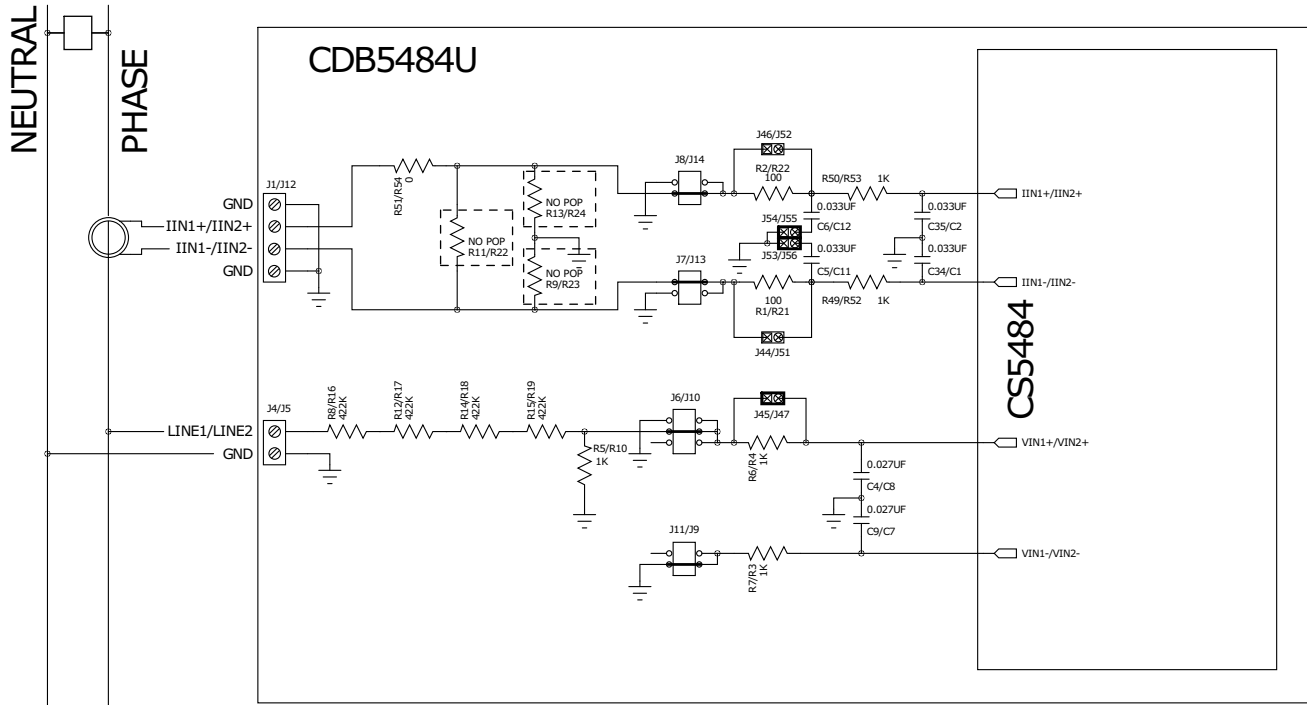 NEUTRAL
PHASE
CDB5484U
J1/J12
GND
IIN1+/IIN2+
IIN1-/IIN2-
GND
R51/R54
0
NO POP
R11/R22
NO POP
R13/R24
NO POP
R9/R23
J8/J14
J7/J13
J46/J52
R2/R22
100
R50/R53 1K
0.033UF
C6/C12
0.033UF
C35/C2
J54/J55
J53/J56
0.033UF
C5/C11
0.033UF
C34/C1
100
R1/R21
R49/R52 1K
J44/J51
IIN1+/IIN2+
IIN1-/IIN2-
CS5484
J4/J5
LINE1/LINE2
GND
R8/R16
422K
R12/R17
422K
R14/R18
422K
R15/R19
422K
R5/R10
1K
J6/J10
J45/J47
R6/R4
1K
0.027UF
C4/C8
0.027UF
C9/C7
J11/J9
R7/R3
1K
VIN1+/VIN2+
VIN1-/VIN2-